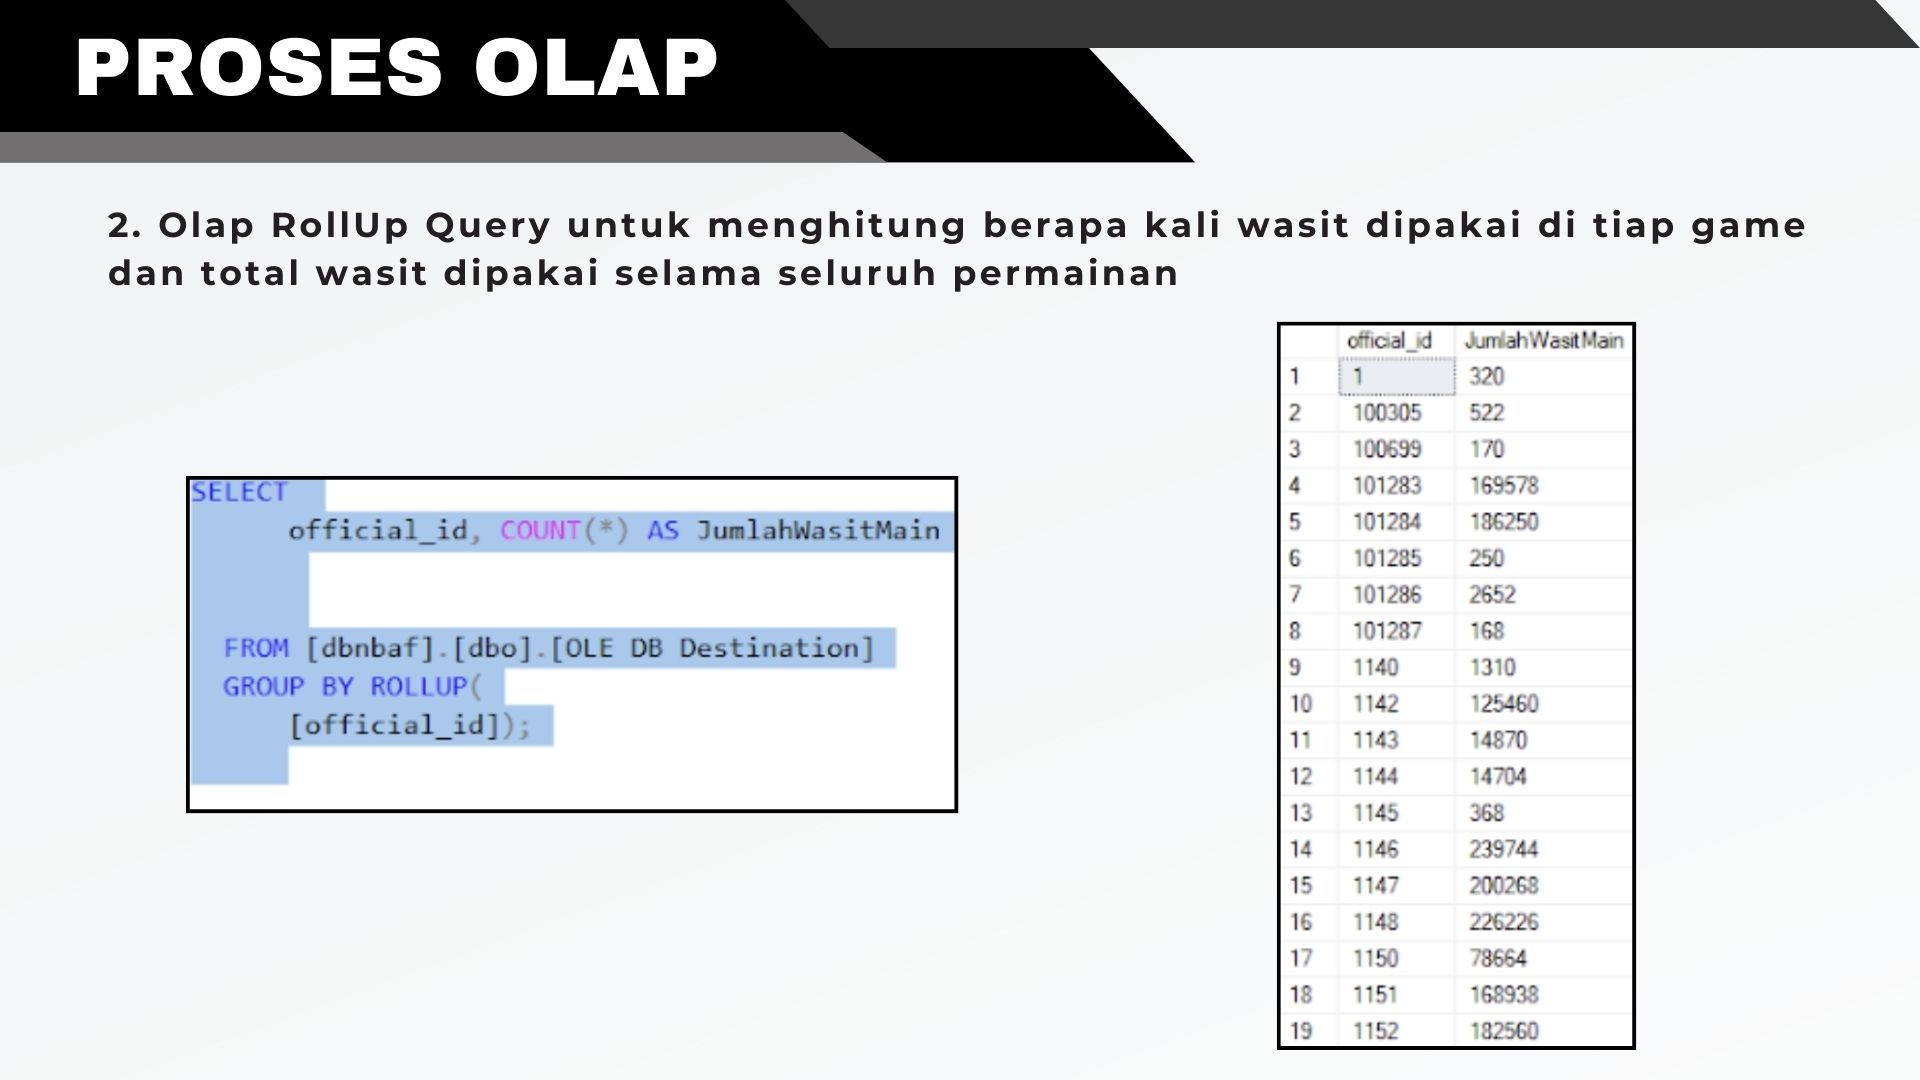 PROSES OLAP
2. Olap RollUp Query untuk menghitung berapa kali wasit dipakai di tiap game
dan total wasit dipakai selama seluruh permainan
SELECT
official_id, COUNT(*) AS JumlahWasitMain
FROM [dbnbaf].[dbo].[OLE DB Destination]
GROUP BY ROLLUP(
[official_id]);
official_id JumlahWasitMain
1 1 320
2 100305 522
3 100699 170
4 101283 169578
5 101284 186250
6 101285 250
7 101286 2652
8 101287 168
9 1140 1310
10 1142 125460
11 1143 14870
12 1144 14704
13 1145 368
14 1146 239744
15 1147 200268
16 1148 226226
17 1150 78664
18 1151 168938
19 1152 182560